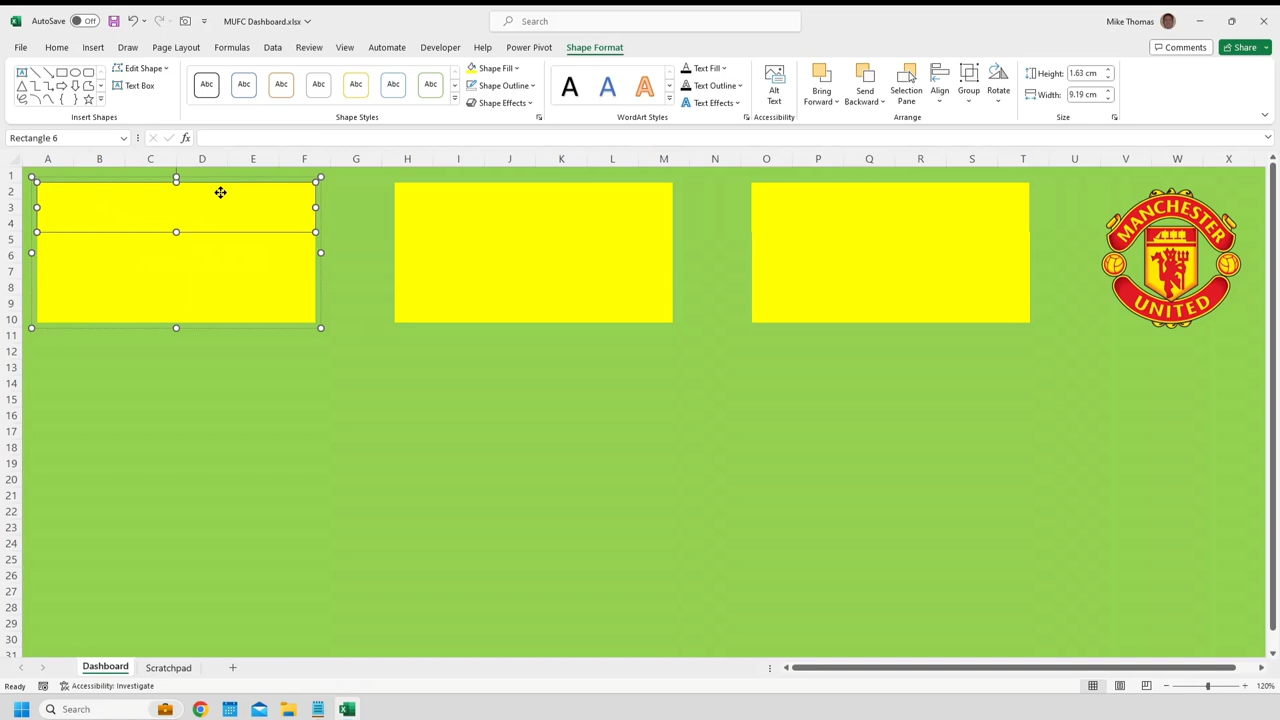 AutoSave Off MUFC Dashboard.xlsx Search Mike Thomas
File Home Insert Draw Page Layout Formulas Data Review View Automate Developer Help Power Pivot Shape Format Comments Share
Edit Shape Text Box
Abc Abc Abc Abc Abc Abc Abc
Shape Fill Shape Outline Shape Effects
A A A
Text Fill Text Outline Text Effects
Alt Text
Bring Forward Send Backward Selection Pane Align Group Rotate
Height: 1.63 cm
Width: 9.19 cm
Insert Shapes Shape Styles WordArt Styles Accessibility Arrange Size
Rectangle 6 fx
A B C D E F G H I J K L M N O P Q R S T U V W X
1
2
3
4
5
6
7
8
9
10
11
12
13
14
15
16
17
18
19
20
21
22
23
24
25
26
27
28
29
30
31
MANCHESTER
UNITED
Dashboard Scratchpad
Ready Accessibility: Investigate 120%
Search